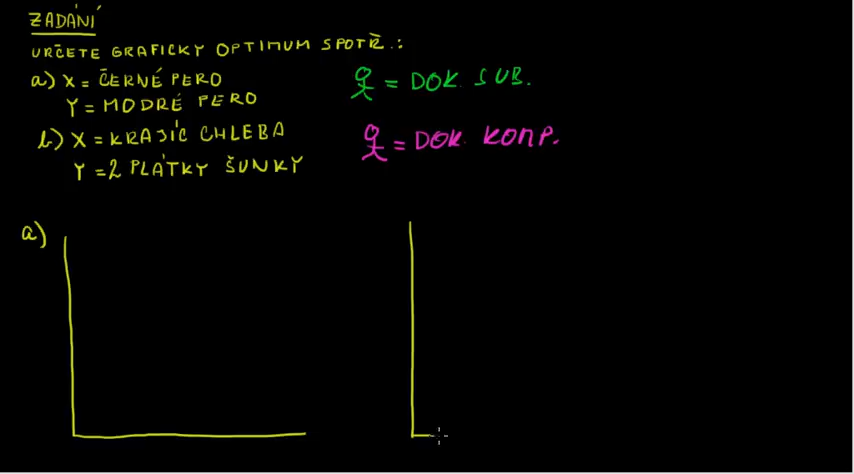 ZADÁNÍ
URČETE GRAFICKY OPTIMUM SPOTŘ.:
a) X = ČERNÉ PERO
Y = MODRÉ PERO
= DOK. SUB.
b) X = KRAJÍC CHLEBA
Y = 2 PLÁTKY ŠUNKY
= DOK. KOMP.
a)